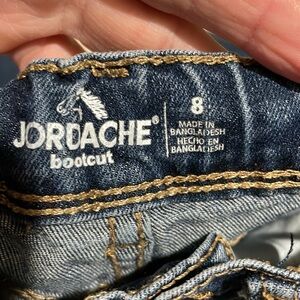 JORDACHE®
bootcut
8
MADE IN
BANGLADESH
HECHO EN
BANGLADESH